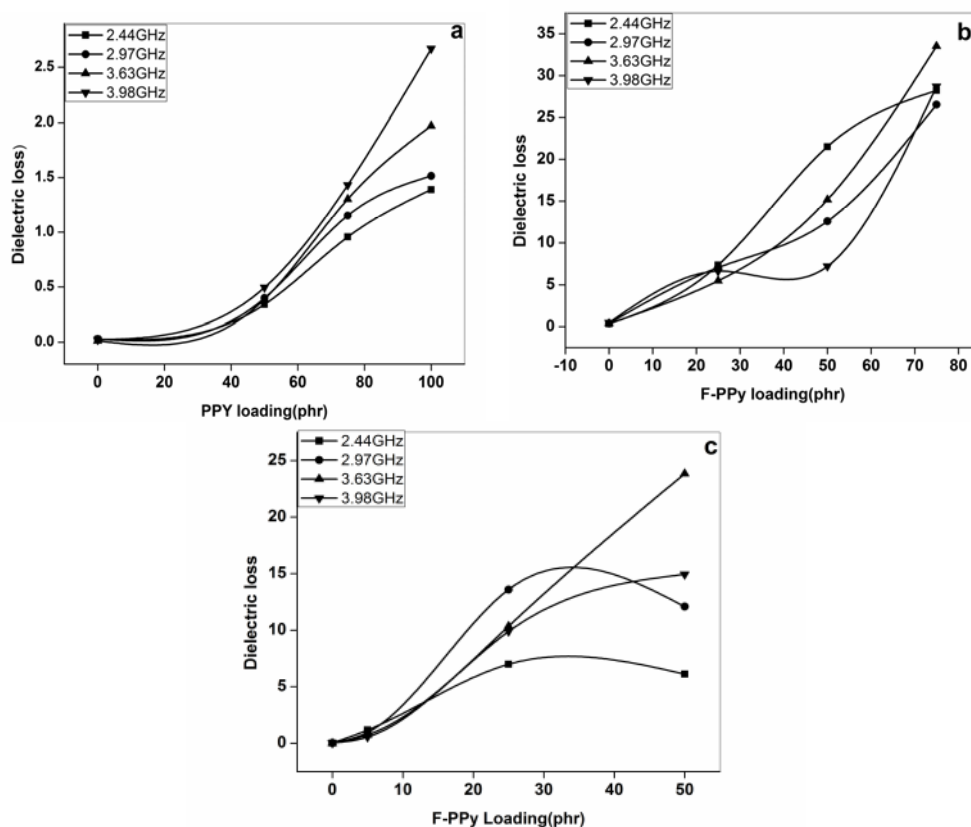 a
2.44GHz
2.97GHz
3.63GHz
3.98GHz
2.5
2.0
1.5
1.0
0.5
0.0
Dielectric loss）
0 20 40 60 80 100
PPY loading(phr)
b
2.44GHz
2.97GHz
3.63GHz
3.98GHz
35
30
25
20
15
10
5
0
Dielectric loss
-10 0 10 20 30 40 50 60 70 80
F-PPy loading(phr)
c
2.44GHz
2.97GHz
3.63GHz
3.98GHz
25
20
15
10
5
0
Dielectric loss
0 10 20 30 40 50
F-PPy Loading(phr)